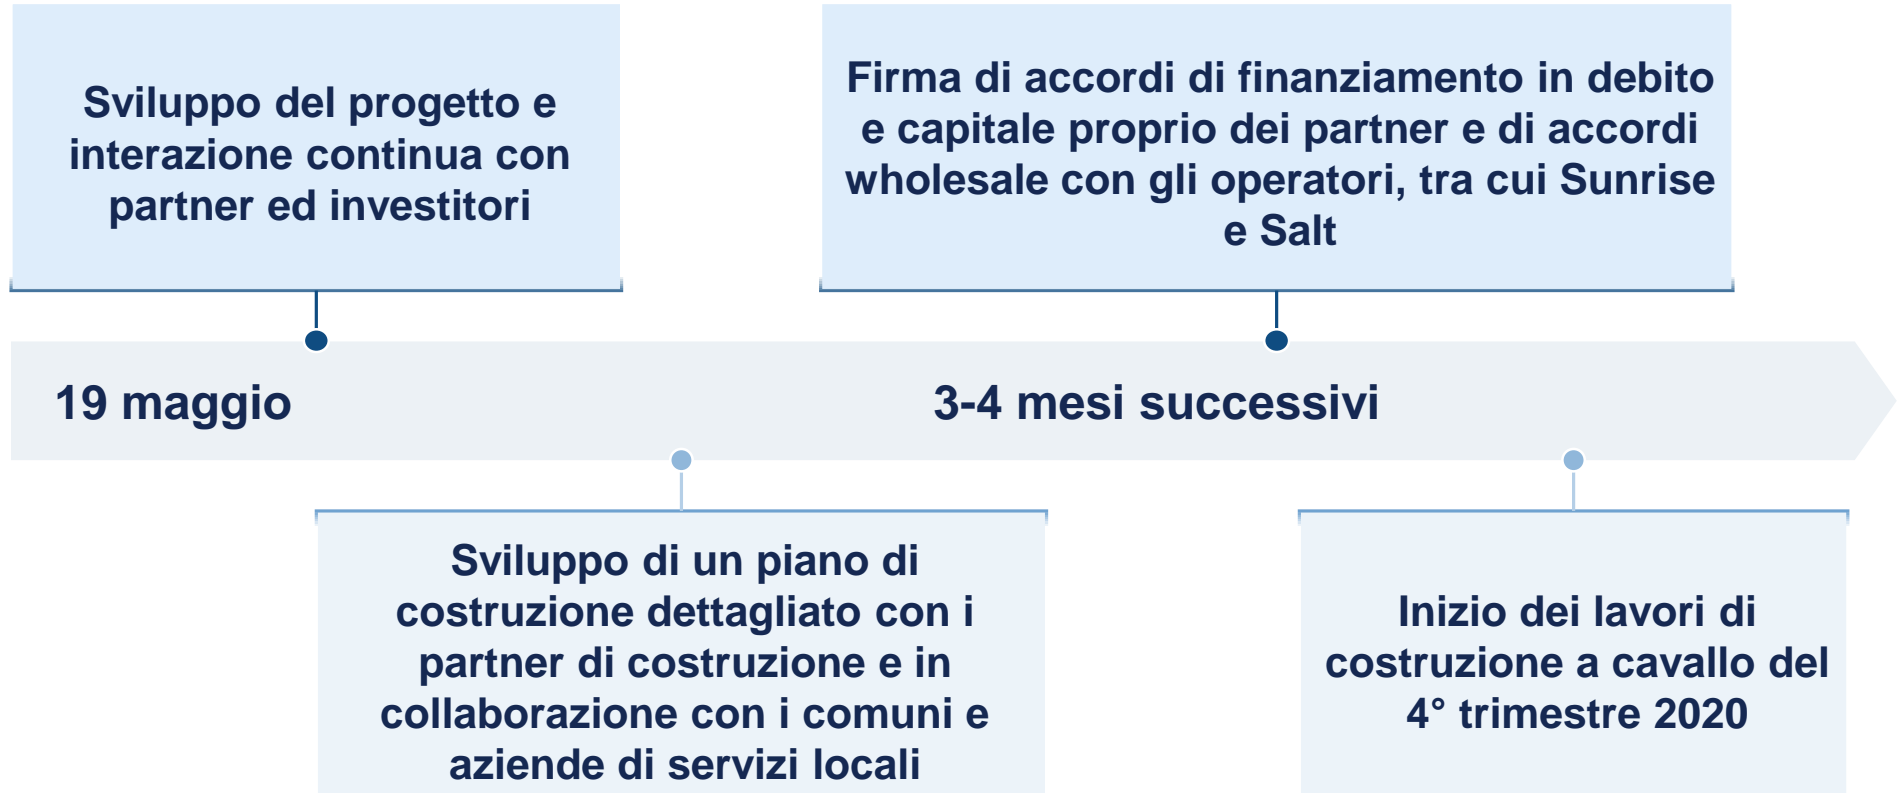 Sviluppo del progetto e
interazione continua con
partner ed investitori
Firma di accordi di finanziamento in debito
e capitale proprio dei partner e di accordi
wholesale con gli operatori, tra cui Sunrise
e Salt
19 maggio
3-4 mesi successivi
Sviluppo di un piano di
costruzione dettagliato con i
partner di costruzione e in
collaborazione con i comuni e
aziende di servizi locali
Inizio dei lavori di
costruzione a cavallo del
4° trimestre 2020